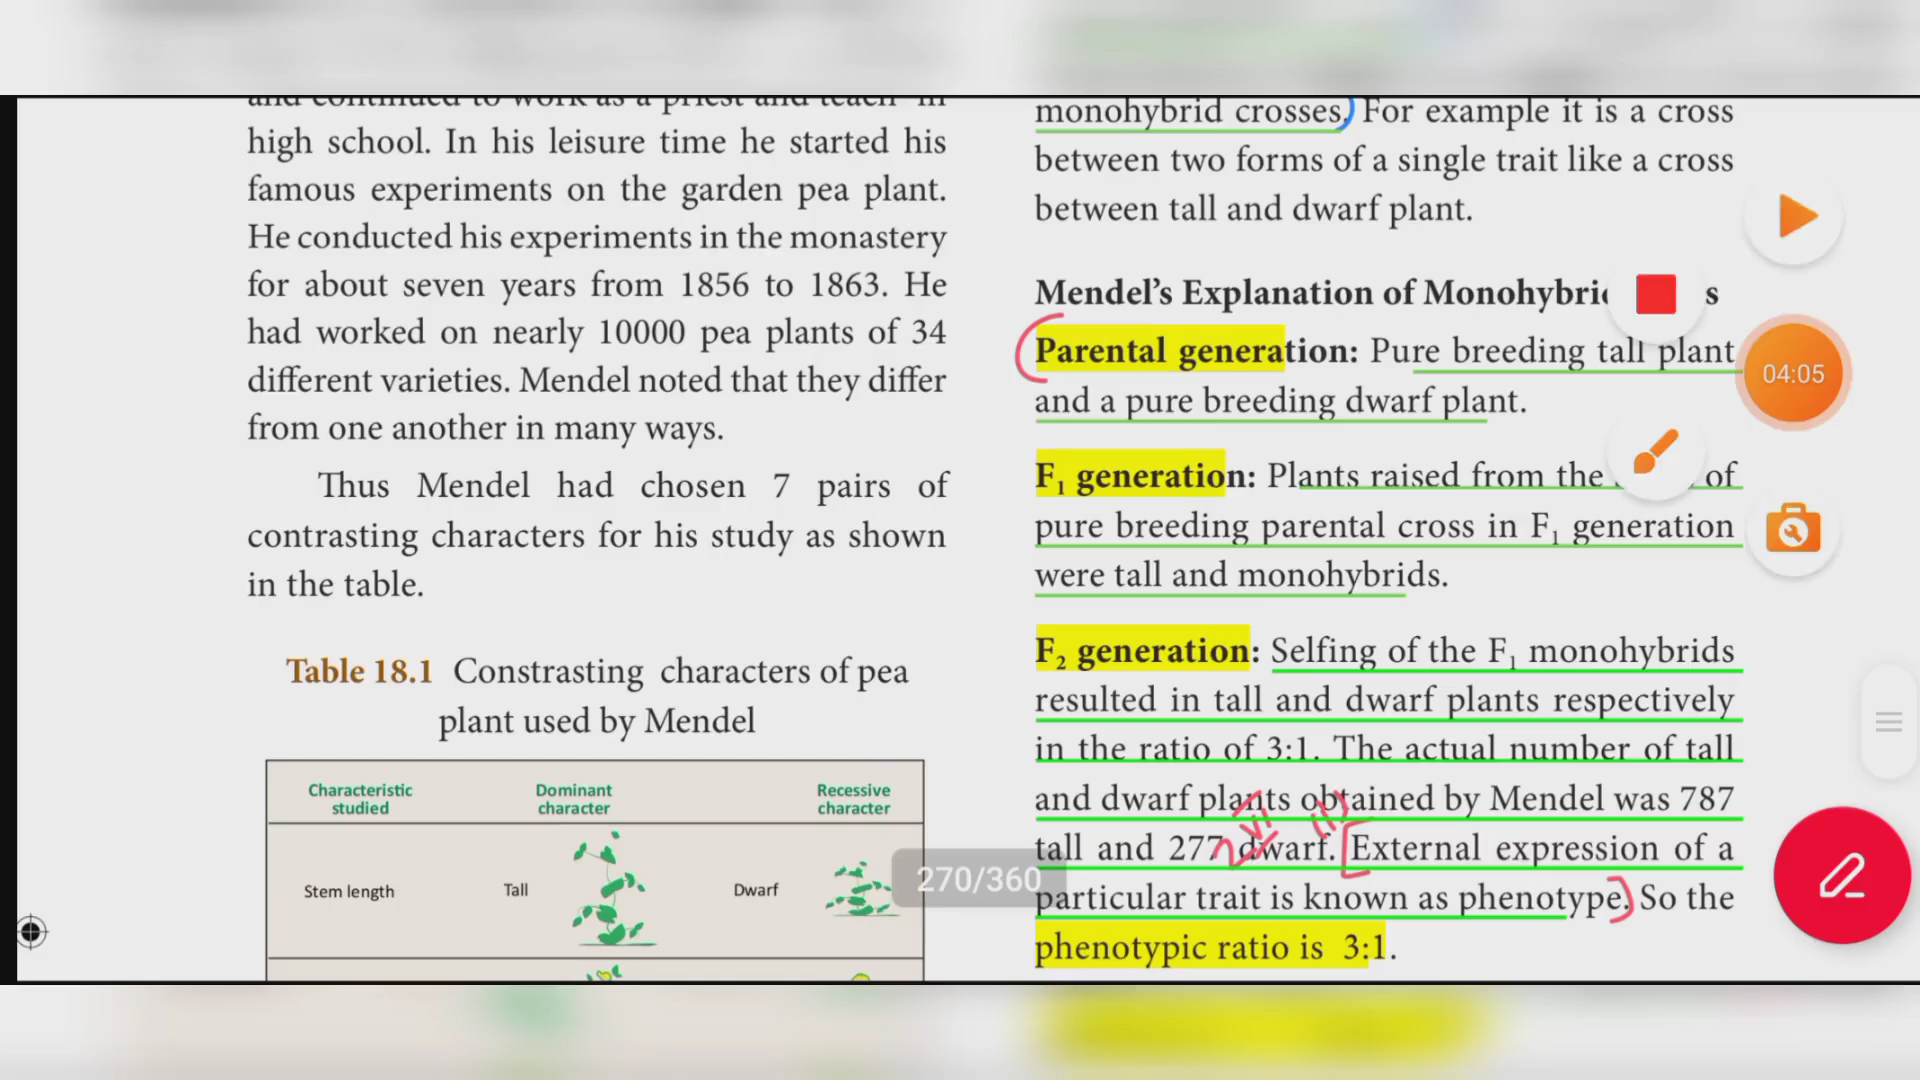 and continued to work as a priest and teach in
high school. In his leisure time he started his
famous experiments on the garden pea plant.
He conducted his experiments in the monastery
for about seven years from 1856 to 1863. He
had worked on nearly 10000 pea plants of 34
different varieties. Mendel noted that they differ
from one another in many ways.
Thus Mendel had chosen 7 pairs of
contrasting characters for his study as shown
in the table.
Table 18.1 Constrasting characters of pea
plant used by Mendel
Characteristic studied
Dominant character
Recessive character
Stem length
Tall
Dwarf
monohybrid crosses. For example it is a cross
between two forms of a single trait like a cross
between tall and dwarf plant.
Mendel's Explanation of Monohybri s
Parental generation: Pure breeding tall plant
and a pure breeding dwarf plant.
F₁ generation: Plants raised from the of
pure breeding parental cross in F₁ generation
were tall and monohybrids.
F₂ generation: Selfing of the F₁ monohybrids
resulted in tall and dwarf plants respectively
in the ratio of 3:1. The actual number of tall
and dwarf plants obtained by Mendel was 787
tall and 277 dwarf. External expression of a
particular trait is known as phenotype. So the
phenotypic ratio is 3:1.
270/360
04:05